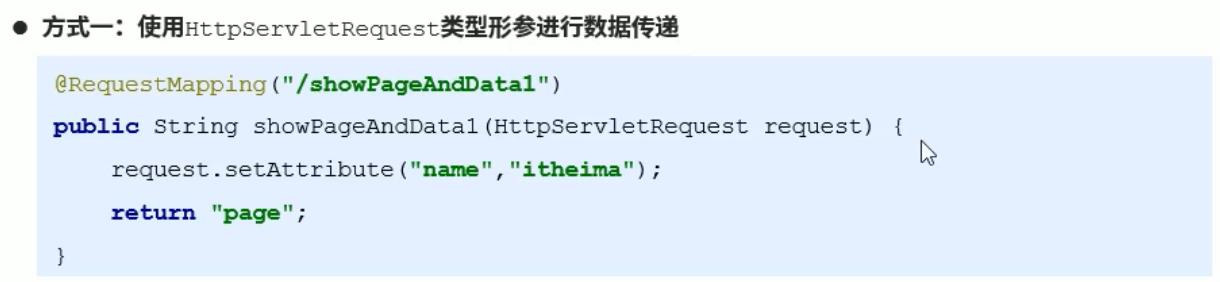 ● 方式一：使用HttpServletRequest类型形参进行数据传递
@RequestMapping("/showPageAndData1")
public String showPageAndData1(HttpServletRequest request) {
    request.setAttribute("name","itheima");
    return "page";
}